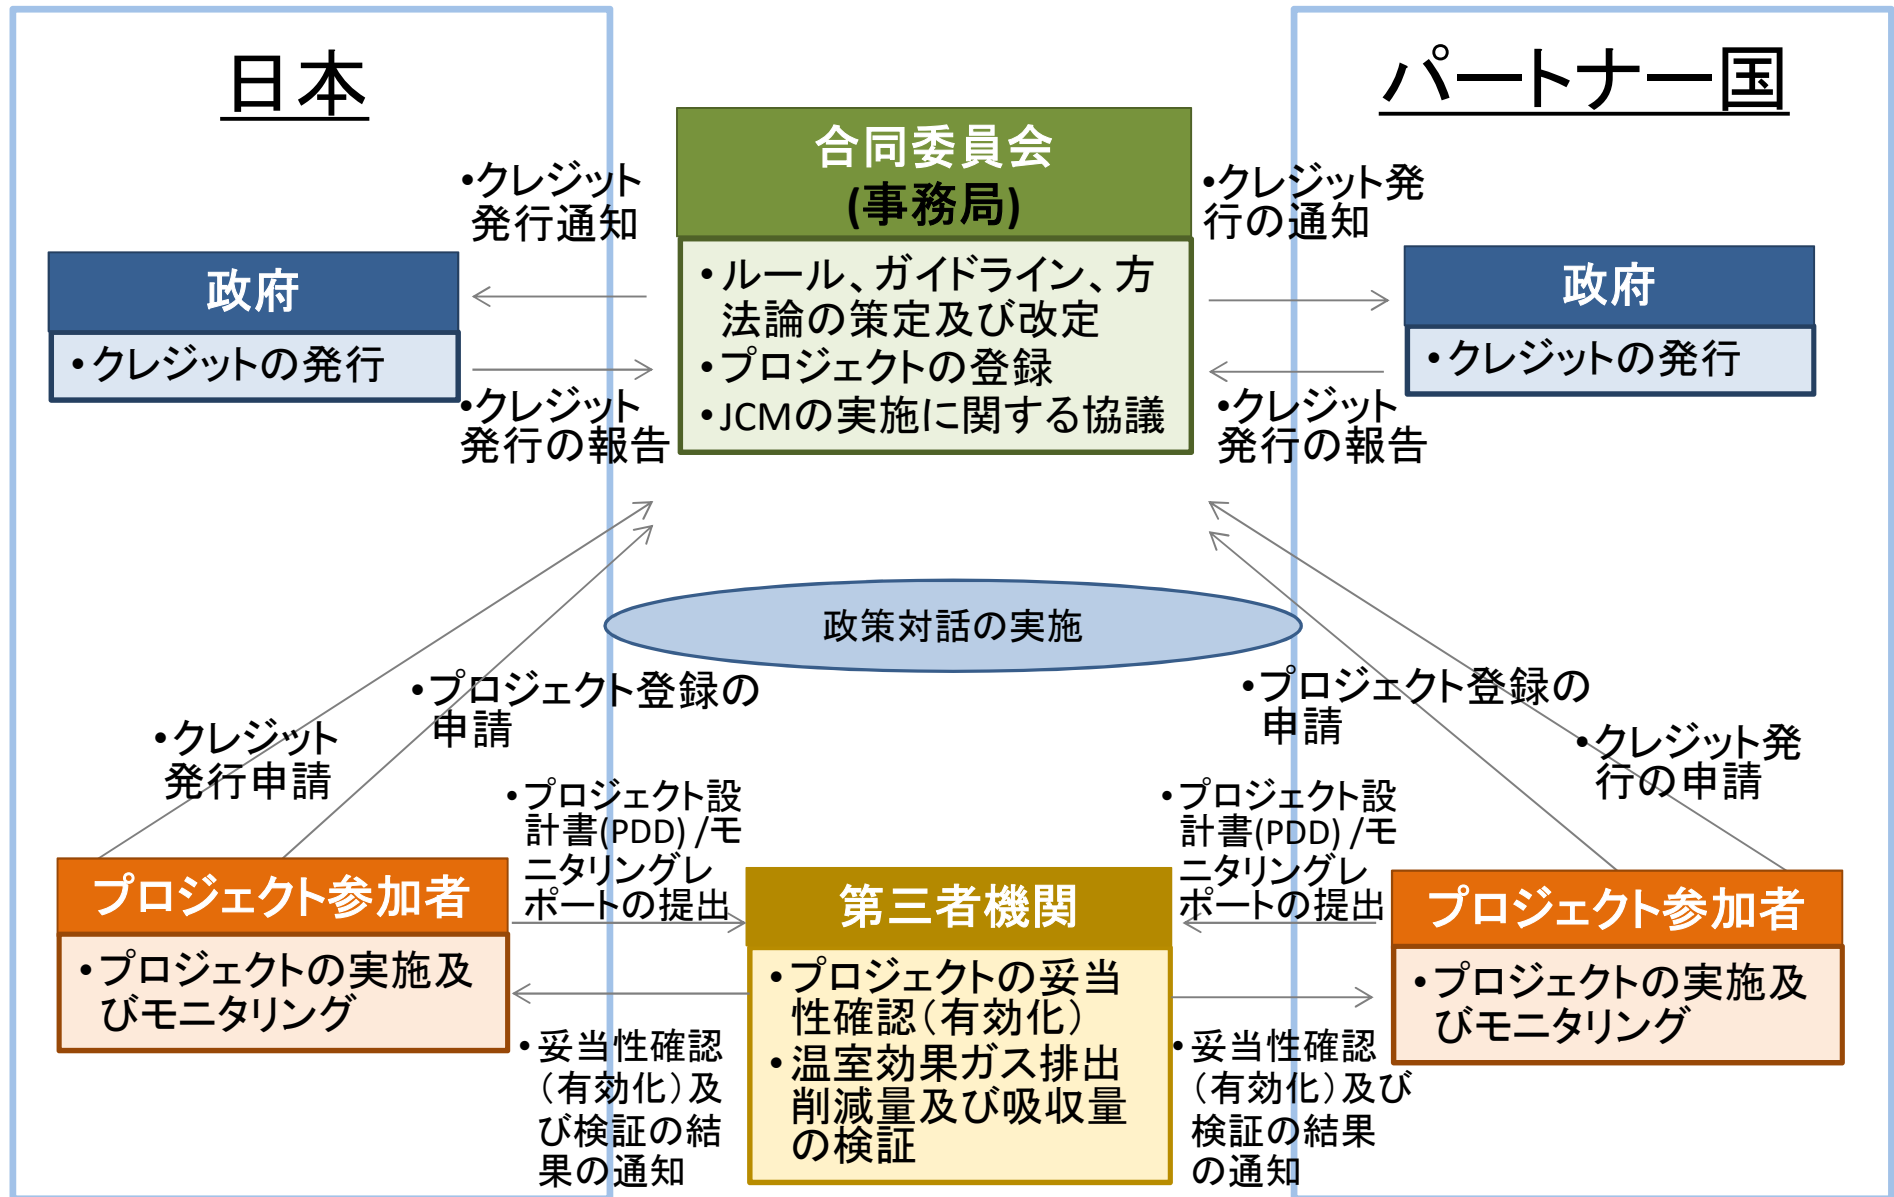 日本
パートナー国
合同委員会
(事務局)
•クレジット
発行通知
•クレジット発
行の通知
政府
•クレジットの発行
•ルール、ガイドライン、方
法論の策定及び改定
•プロジェクトの登録
•JCMの実施に関する協議
政府
•クレジットの発行
•クレジット
発行の報告
•クレジット
発行の報告
政策対話の実施
•プロジェクト登録の
申請
•クレジット
発行申請
•プロジェクト登録の
申請
•クレジット発
行の申請
•プロジェクト設
計書(PDD) /モ
ニタリングレ
ポートの提出
•プロジェクト設
計書(PDD) /モ
ニタリングレ
ポートの提出
プロジェクト参加者
•プロジェクトの実施及
びモニタリング
第三者機関
•プロジェクトの妥当
性確認（有効化）
•温室効果ガス排出
削減量及び吸収量
の検証
プロジェクト参加者
•プロジェクトの実施及
びモニタリング
•妥当性確認
（有効化）及
び検証の結
果の通知
•妥当性確認
（有効化）及び
検証の結果
の通知